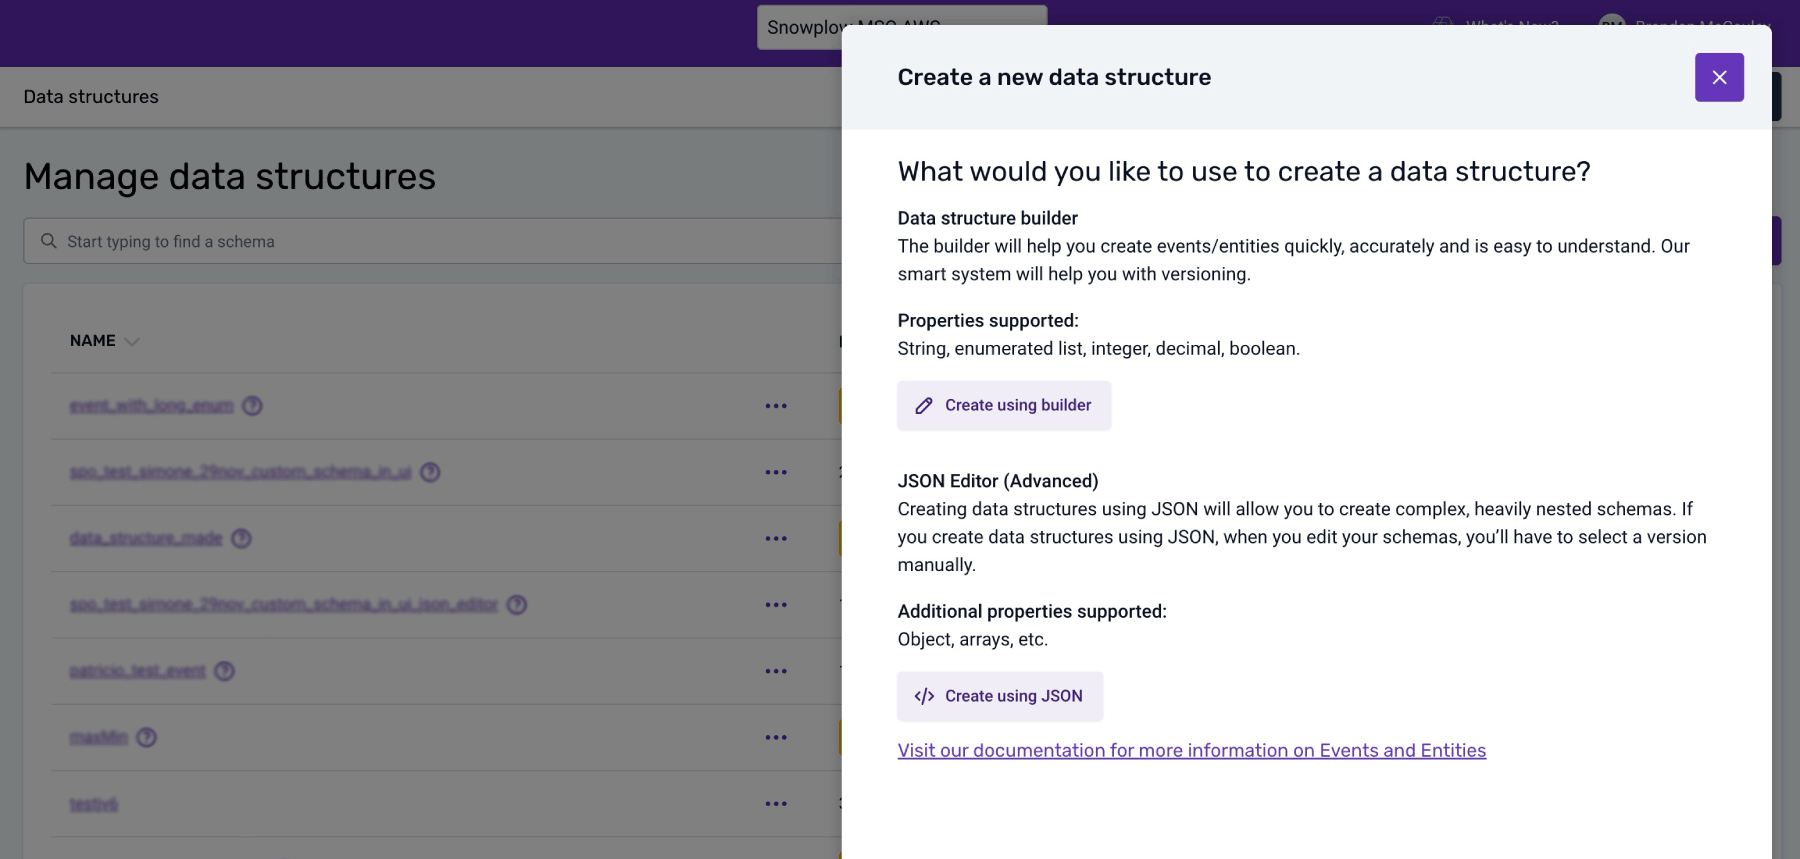 Data structures
Create a new data structure
Manage data structures
Start typing to find a schema
NAME
event_with_long_enum
spo_test_simone_29nov_custom_schema_in_ui
data_structure_made
spo_test_simone_29nov_custom_schema_in_ui_json_editor
patricio_test_event
maxMin
testiv6
What would you like to use to create a data structure?
Data structure builder
The builder will help you create events/entities quickly, accurately and is easy to understand. Our
smart system will help you with versioning.
Properties supported:
String, enumerated list, integer, decimal, boolean.
Create using builder
JSON Editor (Advanced)
Creating data structures using JSON will allow you to create complex, heavily nested schemas. If
you create data structures using JSON, when you edit your schemas, you’ll have to select a version
manually.
Additional properties supported:
Object, arrays, etc.
</> Create using JSON
Visit our documentation for more information on Events and Entities